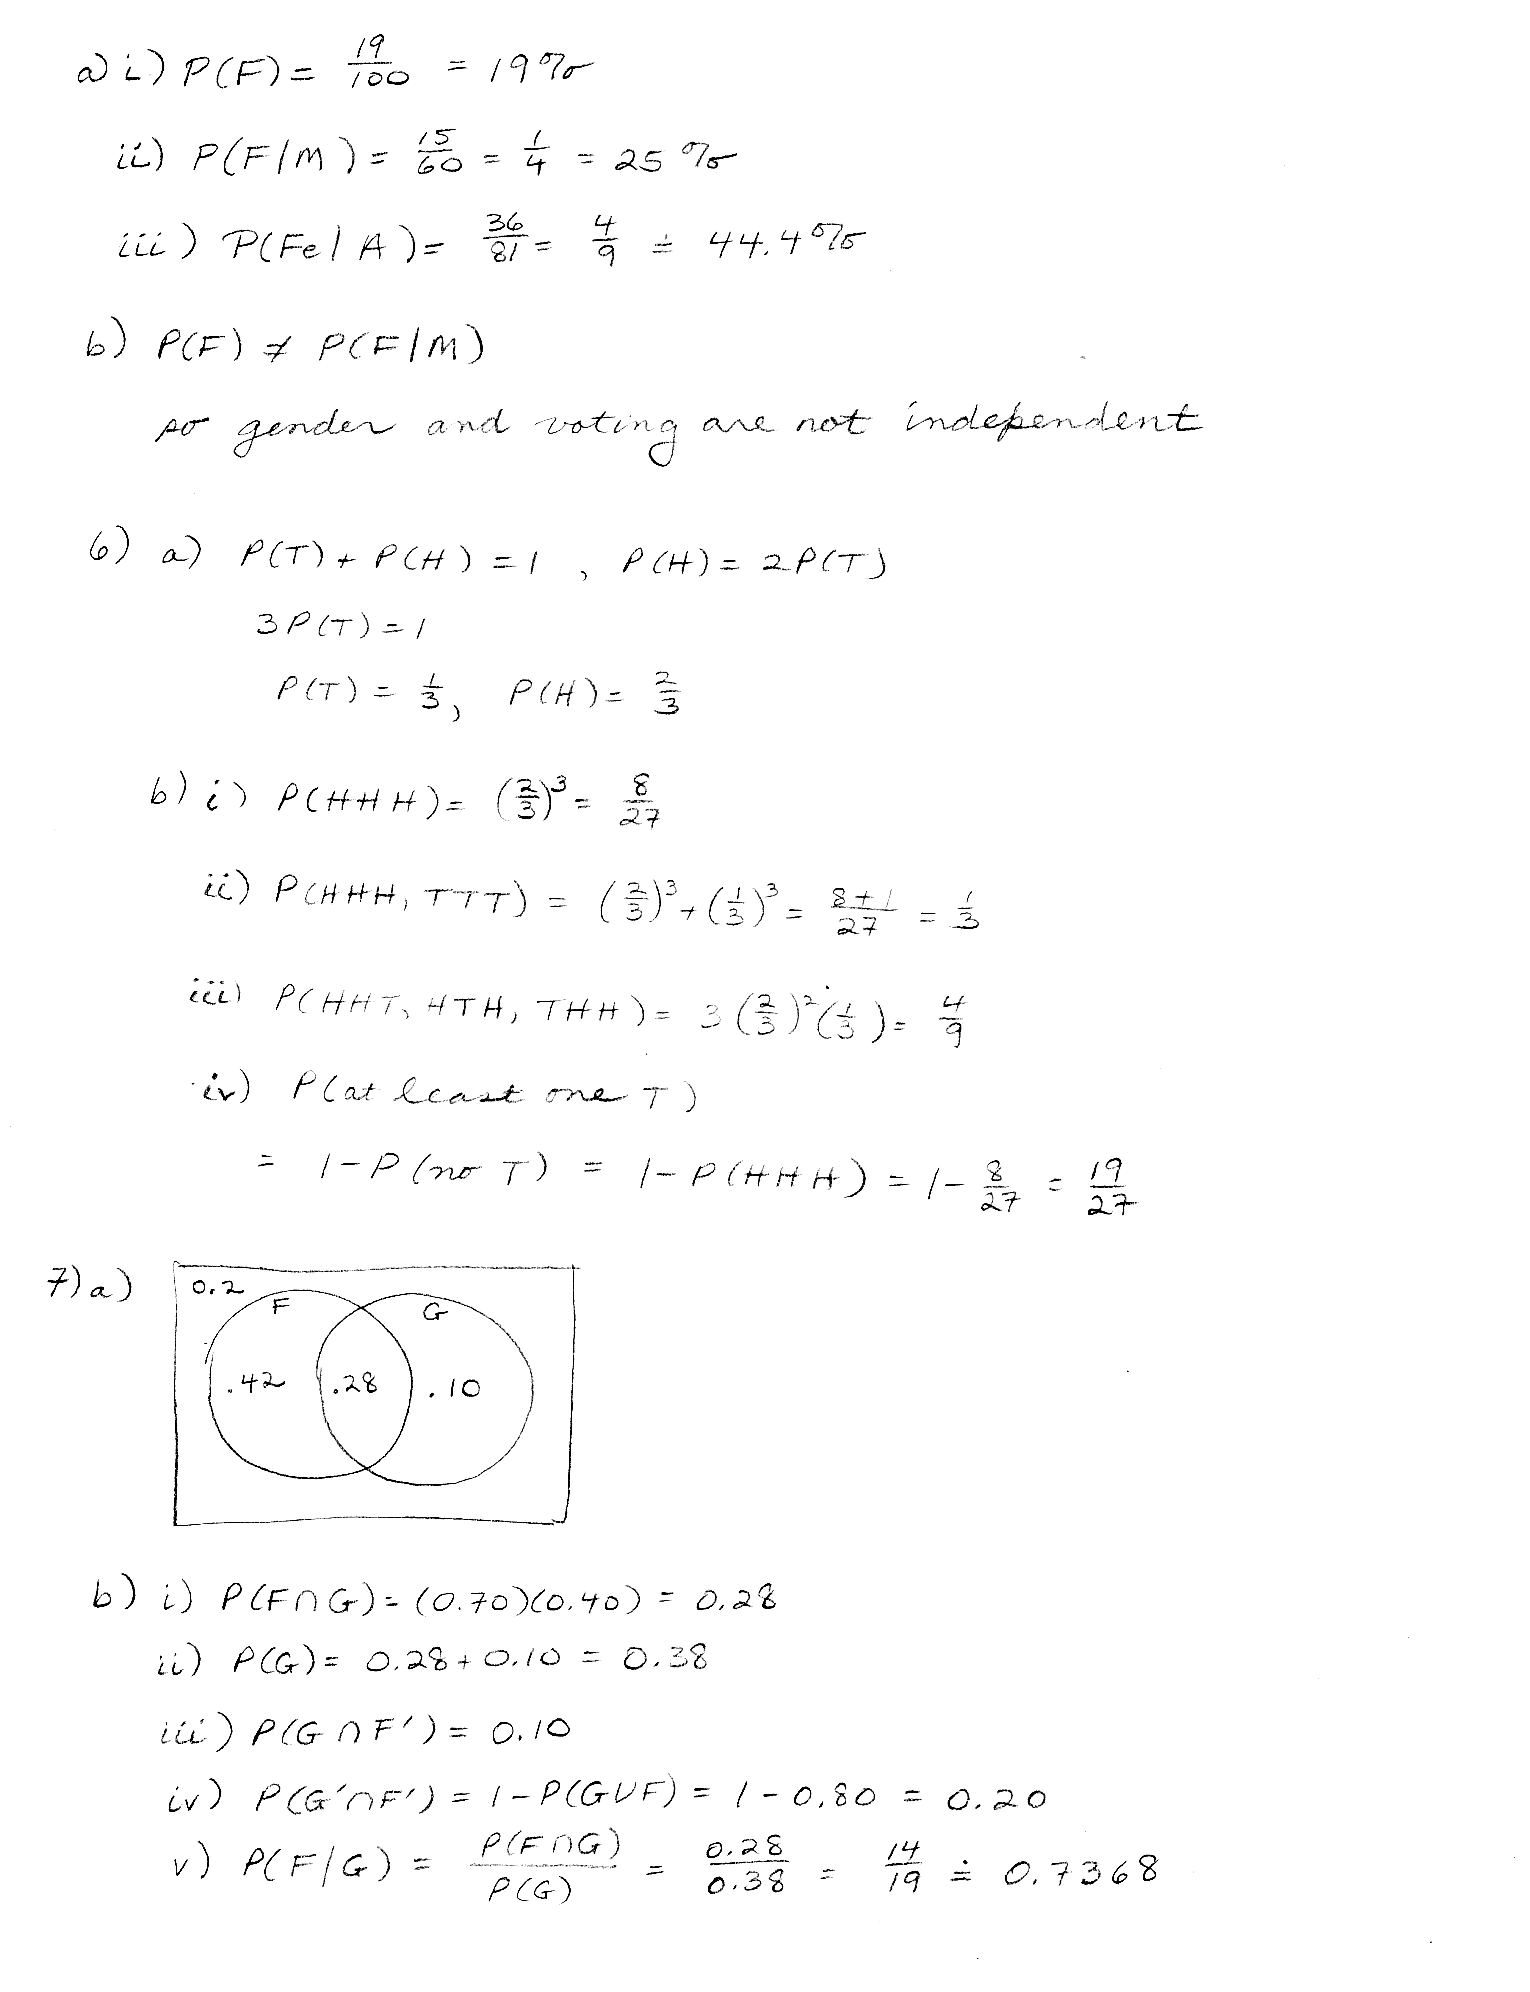 a) i) P(F) = 19/100 = 19%
ii) P(F|M) = 15/60 = 1/4 = 25%
iii) P(Fe|A) = 36/81 = 4/9 ≐ 44.4%
b) P(F) ≠ P(F|M)
so gender and voting are not independent
6) a) P(T) + P(H) = 1 , P(H) = 2P(T)
3P(T) = 1
P(T) = 1/3, P(H) = 2/3
b) i) P(HHH) = (2/3)³ = 8/27
ii) P(HHH, TTT) = (2/3)³ + (1/3)³ = 8+1/27 = 1/3
iii) P(HHT, HTH, THH) = 3(2/3)²(1/3) = 4/9
iv) P(at least one T)
= 1 - P(no T) = 1 - P(HHH) = 1 - 8/27 = 19/27
7) a)
0.2
F G
.42 .28 .10
b) i) P(F∩G) = (0.70)(0.40) = 0.28
ii) P(G) = 0.28 + 0.10 = 0.38
iii) P(G∩F') = 0.10
iv) P(G'∩F') = 1 - P(G∪F) = 1 - 0.80 = 0.20
v) P(F|G) = P(F∩G)/P(G) = 0.28/0.38 = 14/19 ≐ 0.7368